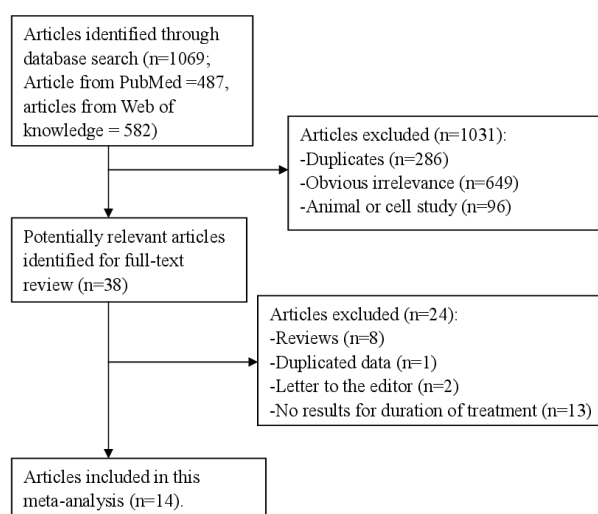 Articles identified through
database search (n=1069;
Article from PubMed =487,
articles from Web of
knowledge = 582)
Articles excluded (n=1031):
-Duplicates (n=286)
-Obvious irrelevance (n=649)
-Animal or cell study (n=96)
Potentially relevant articles
identified for full-text
review (n=38)
Articles excluded (n=24):
-Reviews (n=8)
-Duplicated data (n=1)
-Letter to the editor (n=2)
-No results for duration of treatment (n=13)
Articles included in this
meta-analysis (n=14).